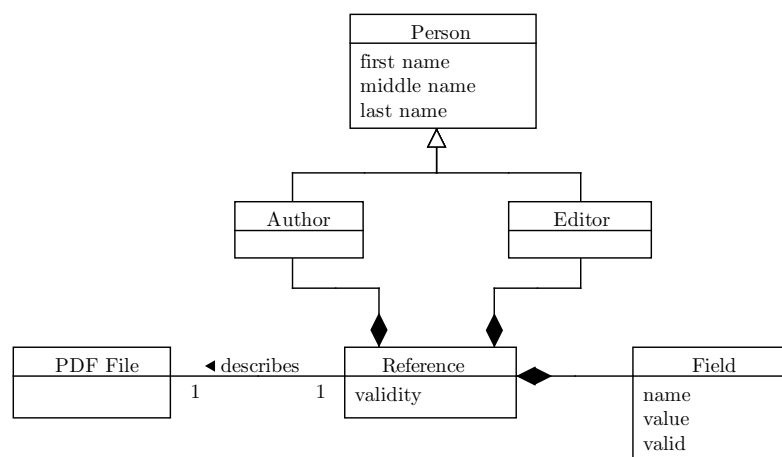 Person
first name
middle name
last name
Author
Editor
PDF File
◄ describes
Reference
Field
1
1
validity
name
value
valid